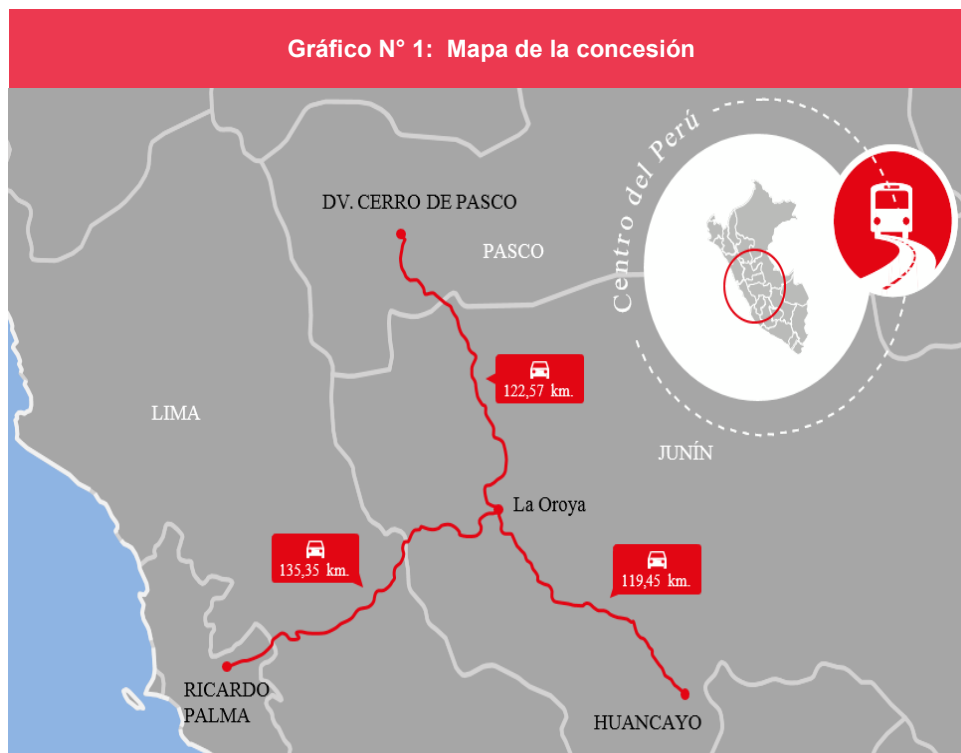 Gráfico N° 1: Mapa de la concesión
Centro del Perú
DV. CERRO DE PASCO
PASCO
122,57 km.
LIMA
JUNÍN
La Oroya
135,35 km.
119,45 km.
RICARDO
PALMA
HUANCAYO